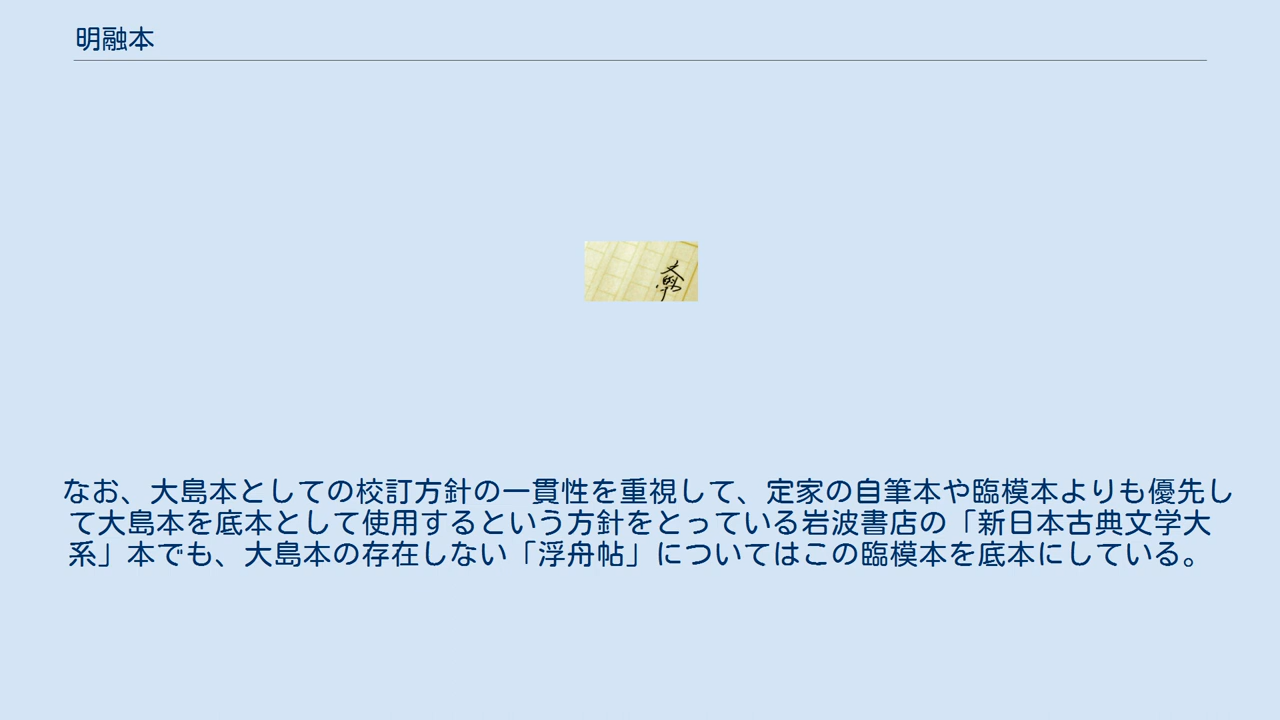 明融本
なお、大島本としての校訂方針の一貫性を重視して、定家の自筆本や臨模本よりも優先し
て大島本を底本として使用するという方針をとっている岩波書店の「新日本古典文学大
系」本でも、大島本の存在しない「浮舟帖」についてはこの臨模本を底本にしている。